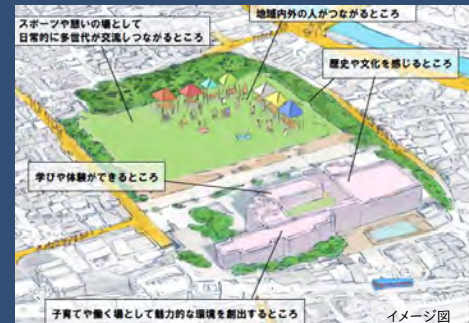 スポーツや憩いの場として
日常的に多世代が交流しつながるところ
地域内外の人がつながるところ
歴史や文化を感じるところ
学びや体験ができるところ
子育てや働く場として魅力的な環境を創出するところ
イメージ図